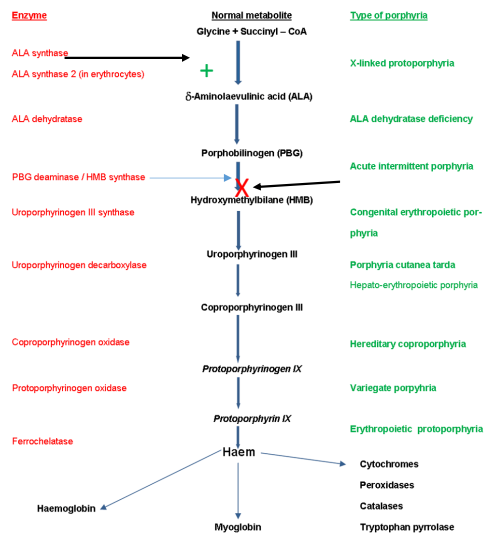 Enzyme Normal metabolite Type of porphyria
Glycine + Succinyl – CoA
ALA synthase
ALA synthase 2 (in erythrocytes)
+
X-linked protoporphyria
δ-Aminolaevulinic acid (ALA)
ALA dehydratase ALA dehydratase deficiency
Porphobilinogen (PBG)
Acute intermittent porphyria
PBG deaminase / HMB synthase
X
Hydroxymethylbilane (HMB)
Uroporphyrinogen III synthase Congenital erythropoietic por-
phyria
Uroporphyrinogen III
Uroporphyrinogen decarboxylase Porphyria cutanea tarda
Hepato-erythropoietic porphyria
Coproporphyrinogen III
Coproporphyrinogen oxidase Hereditary coproporphyria
Protoporphyrinogen IX
Protoporphyrinogen oxidase Variegate porpyhria
Protoporphyrin IX
Erythropoietic protoporphyria
Ferrochelatase
Haem
Cytochromes
Peroxidases
Haemoglobin Catalases
Myoglobin Tryptophan pyrrolase